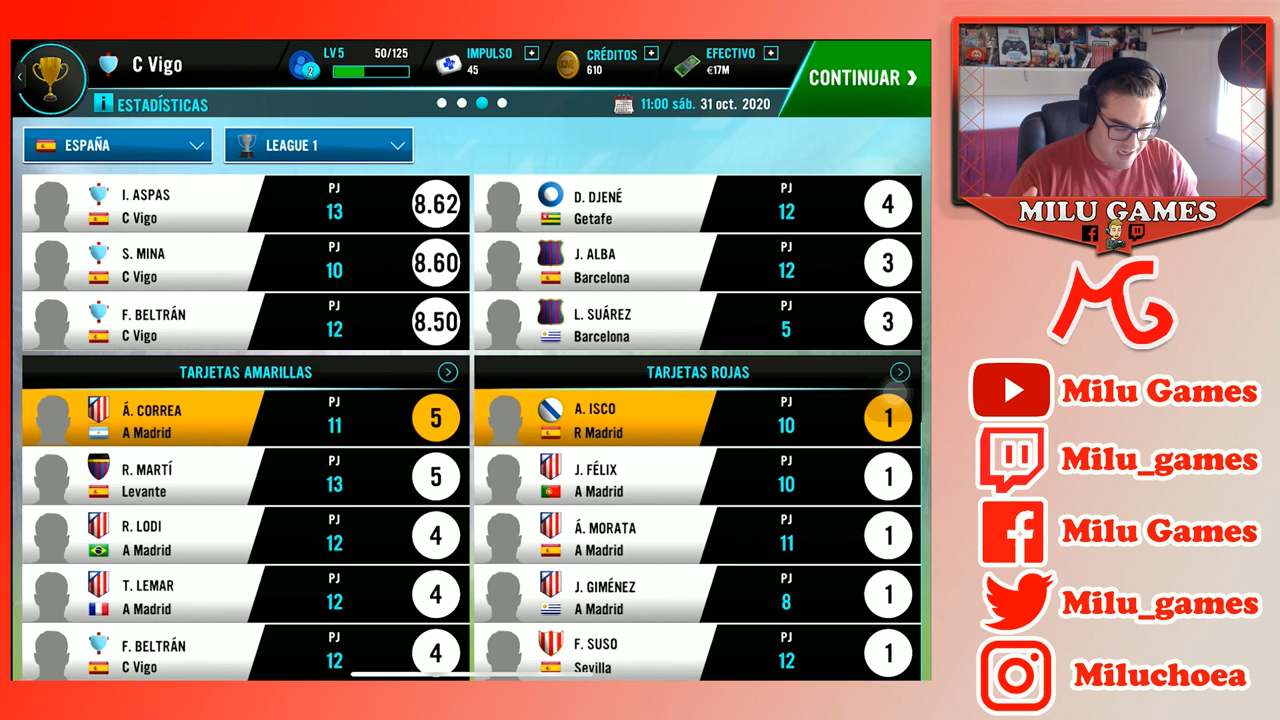 C Vigo
LV 5 50/125
2
IMPULSO
45
CRÉDITOS
610
EFECTIVO
€17M
CONTINUAR
ESTADÍSTICAS
11:00 sáb. 31 oct. 2020
ESPAÑA
LEAGUE 1
I. ASPAS
C Vigo
PJ
13
8.62
D. DJENÉ
Getafe
PJ
12
4
S. MINA
C Vigo
PJ
10
8.60
J. ALBA
Barcelona
PJ
12
3
F. BELTRÁN
C Vigo
PJ
12
8.50
L. SUÁREZ
Barcelona
PJ
5
3
TARJETAS AMARILLAS
TARJETAS ROJAS
Á. CORREA
A Madrid
PJ
11
5
A. ISCO
R Madrid
PJ
10
1
R. MARTÍ
Levante
PJ
13
5
J. FÉLIX
A Madrid
PJ
10
1
R. LODI
A Madrid
PJ
12
4
Á. MORATA
A Madrid
PJ
11
1
T. LEMAR
A Madrid
PJ
12
4
J. GIMÉNEZ
A Madrid
PJ
8
1
F. BELTRÁN
C Vigo
PJ
12
4
F. SUSO
Sevilla
PJ
12
1
MILU GAMES
MG
Milu Games
Milu_games
Milu Games
Milu_games
Miluchoea